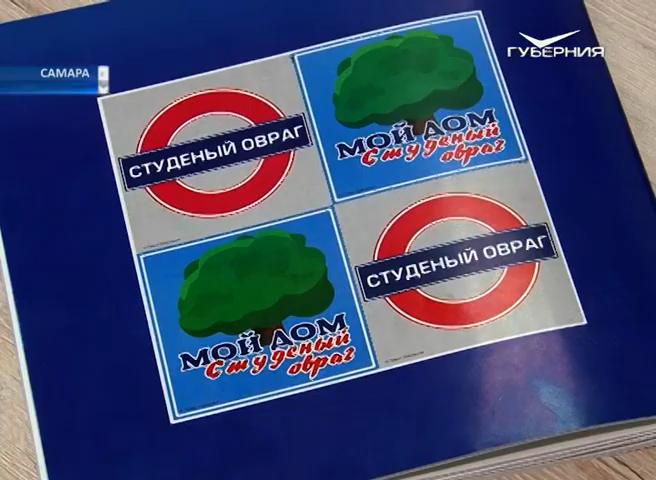 ГУБЕРНИЯ
САМАРА
СТУДЕНЫЙ ОВРАГ
МОЙ ДОМ
Студеный
овраг
МОЙ ДОМ
Студеный
овраг
СТУДЕНЫЙ ОВРАГ